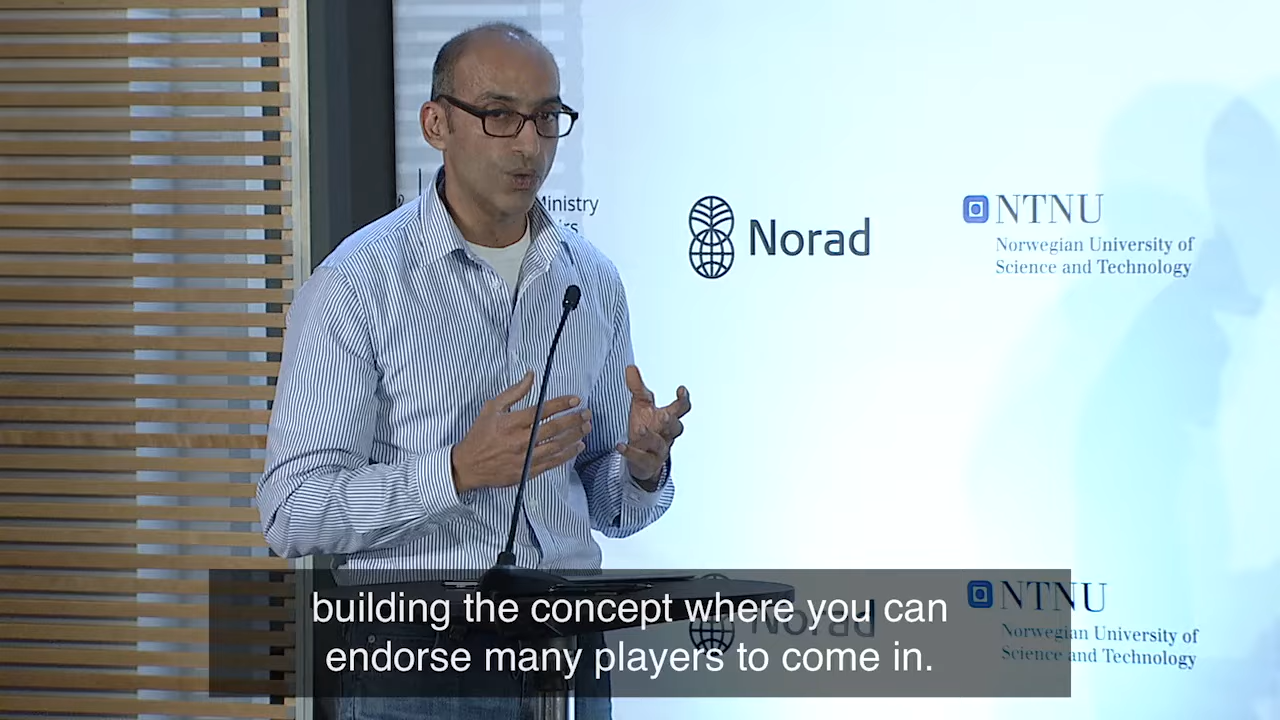 Ministry
Norad
NTNU
Norwegian University of
Science and Technology
building the concept where you can
endorse many players to come in.
Norad
NTNU
Norwegian University of
Science and Technology